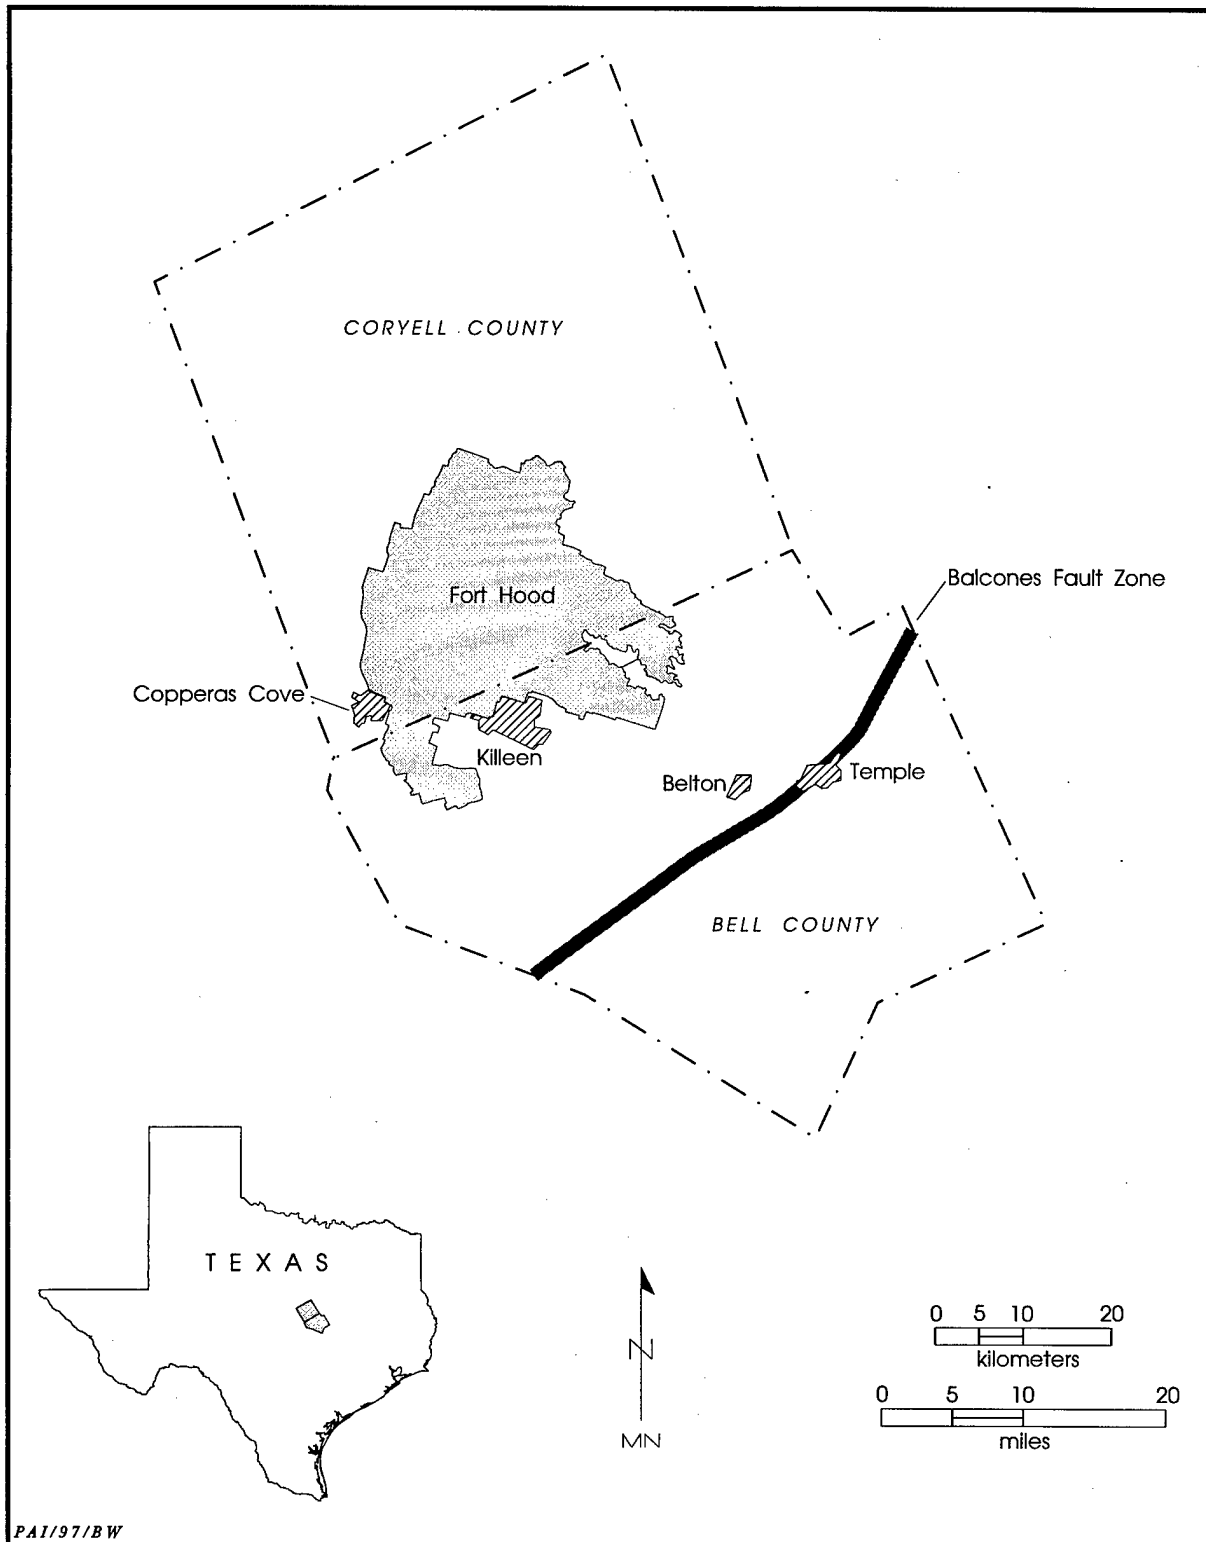 CORYELL COUNTY
Balcones Fault Zone
Fort Hood
Copperas Cove
Killeen
Belton
Temple
BELL COUNTY
TEXAS
N
MN
0 5 10 20
kilometers
0 5 10 20
miles
PAI/97/BW